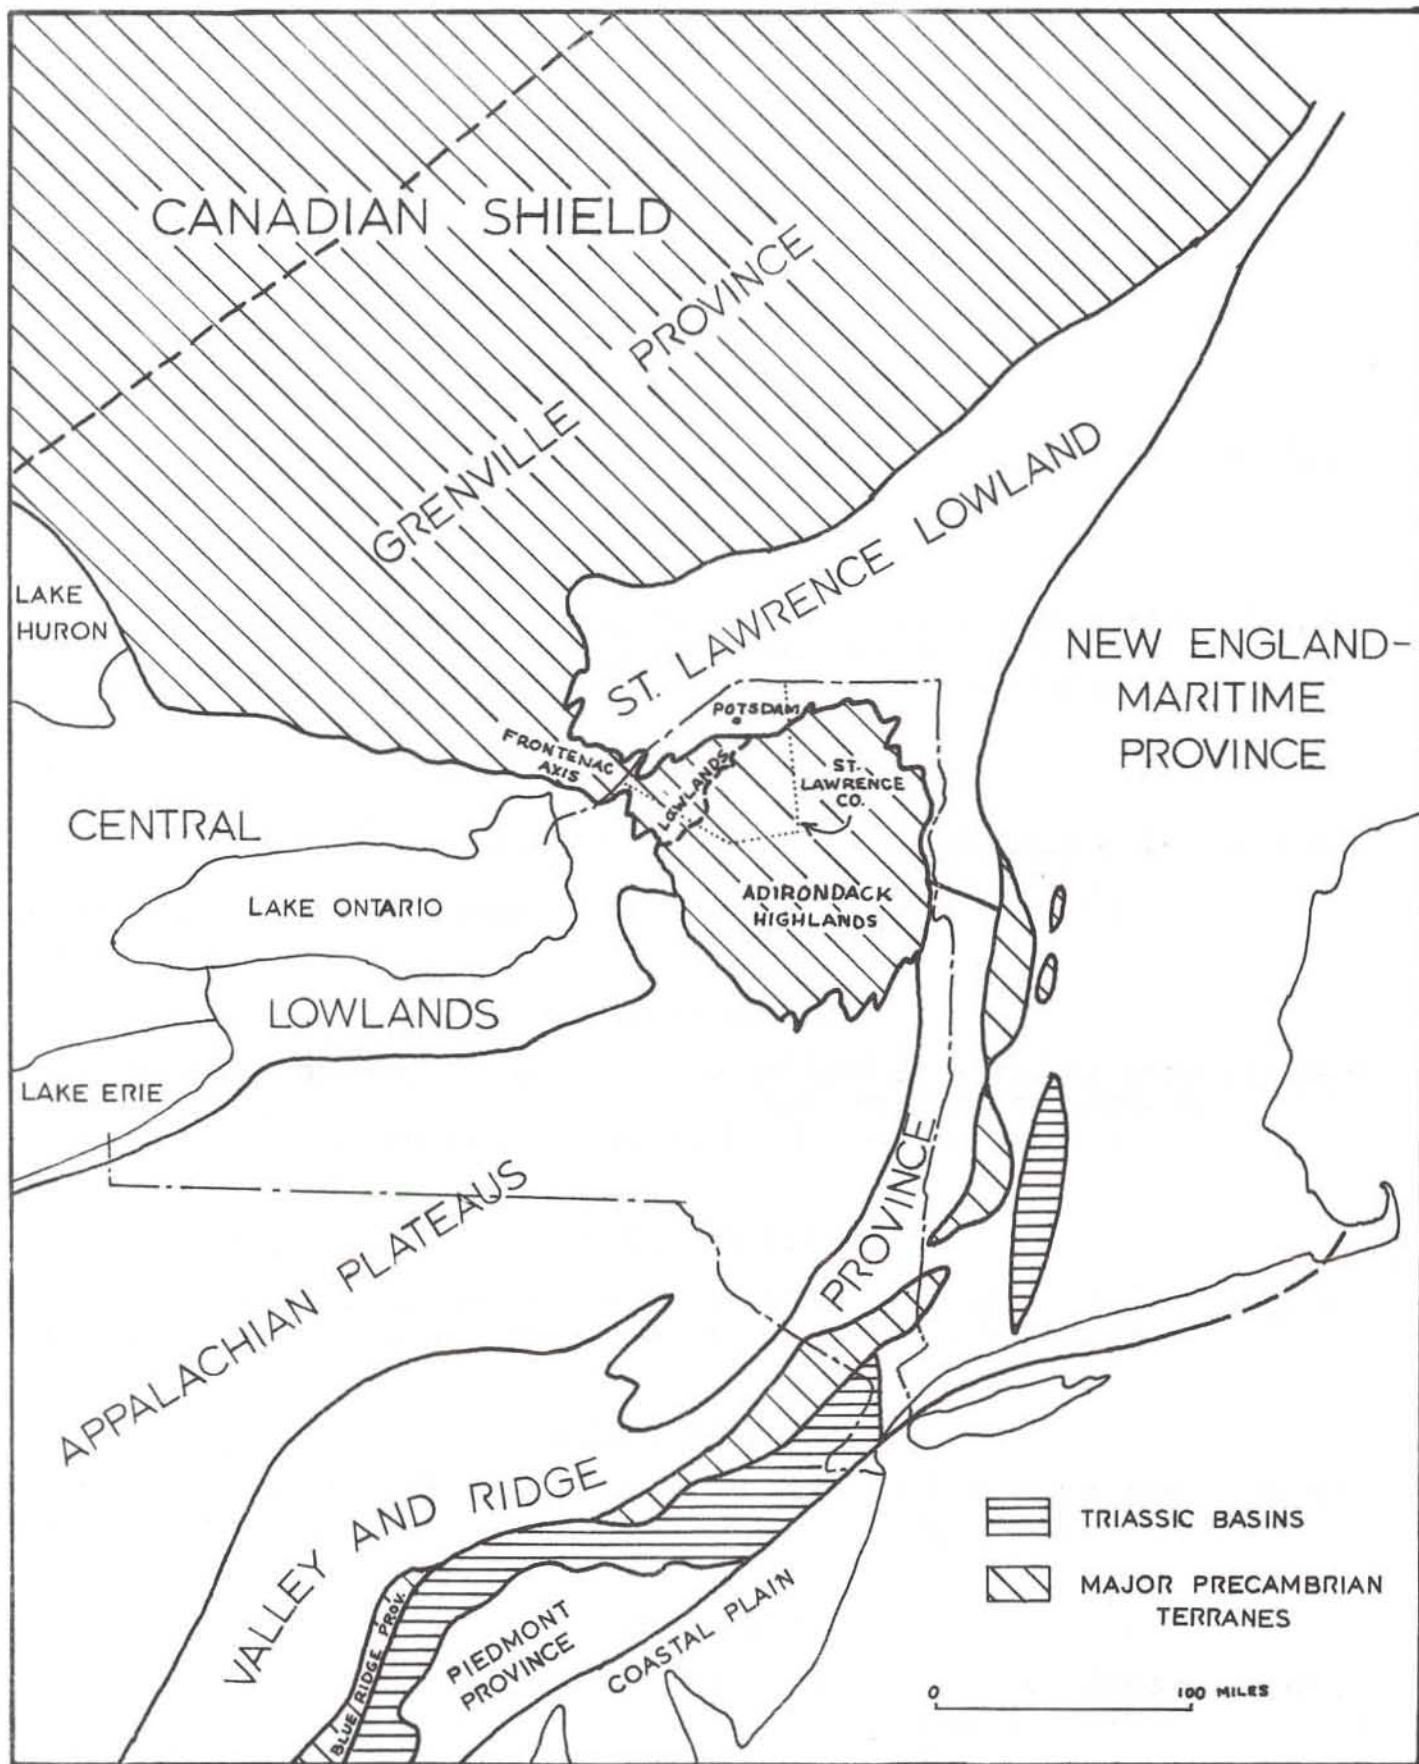 CANADIAN SHIELD
GRENVILLE PROVINCE
LAKE
HURON
ST. LAWRENCE LOWLAND
NEW ENGLAND-
MARITIME
PROVINCE
POTSDAM
FRONTENAC
AXIS
LOWLANDS
ST.
LAWRENCE
CO.
CENTRAL
LAKE ONTARIO
ADIRONDACK
HIGHLANDS
LOWLANDS
LAKE ERIE
APPALACHIAN PLATEAUS
VALLEY AND RIDGE PROVINCE
BLUE RIDGE PROV.
PIEDMONT
PROVINCE
COASTAL PLAIN
TRIASSIC BASINS
MAJOR PRECAMBRIAN
TERRANES
0 100 MILES